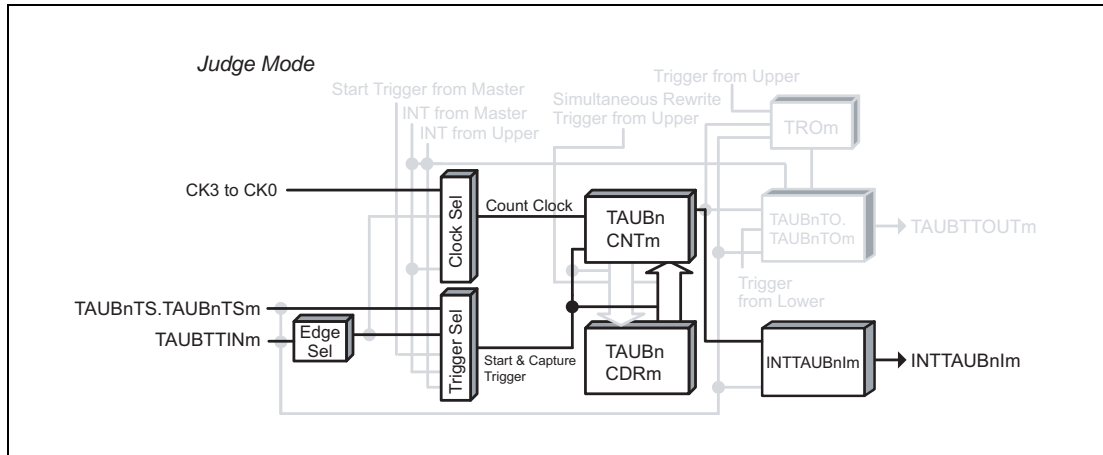 Judge Mode
Trigger from Upper
Start Trigger from Master
Simultaneous Rewrite
Trigger from Upper
INT from Master
INT from Upper
TROm
CK3 to CK0
Clock Sel
Count Clock
TAUBn
CNTm
TAUBnTO.
TAUBnTOm
TAUBTTOUTm
Trigger
from Lower
TAUBnTS.TAUBnTSm
TAUBTTINm
Edge
Sel
Trigger Sel
Start & Capture
Trigger
TAUBn
CDRm
INTTAUBnIm
INTTAUBnIm